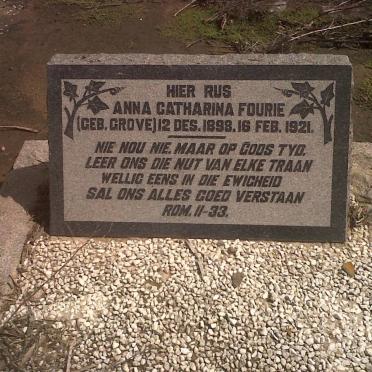 HIER RUS
ANNA CATHARINA FOURIE
(GEB. GROVE) 12 DES. 1898. 16 FEB. 1921.
NIE NOU NIE, MAAR OP GODS TYD,
LEER ONS DIE NUT VAN ELKE TRAAN
WELLIG EENS IN DIE EWIGHEID
SAL ONS ALLES GOED VERSTAAN
ROM. 11-33.